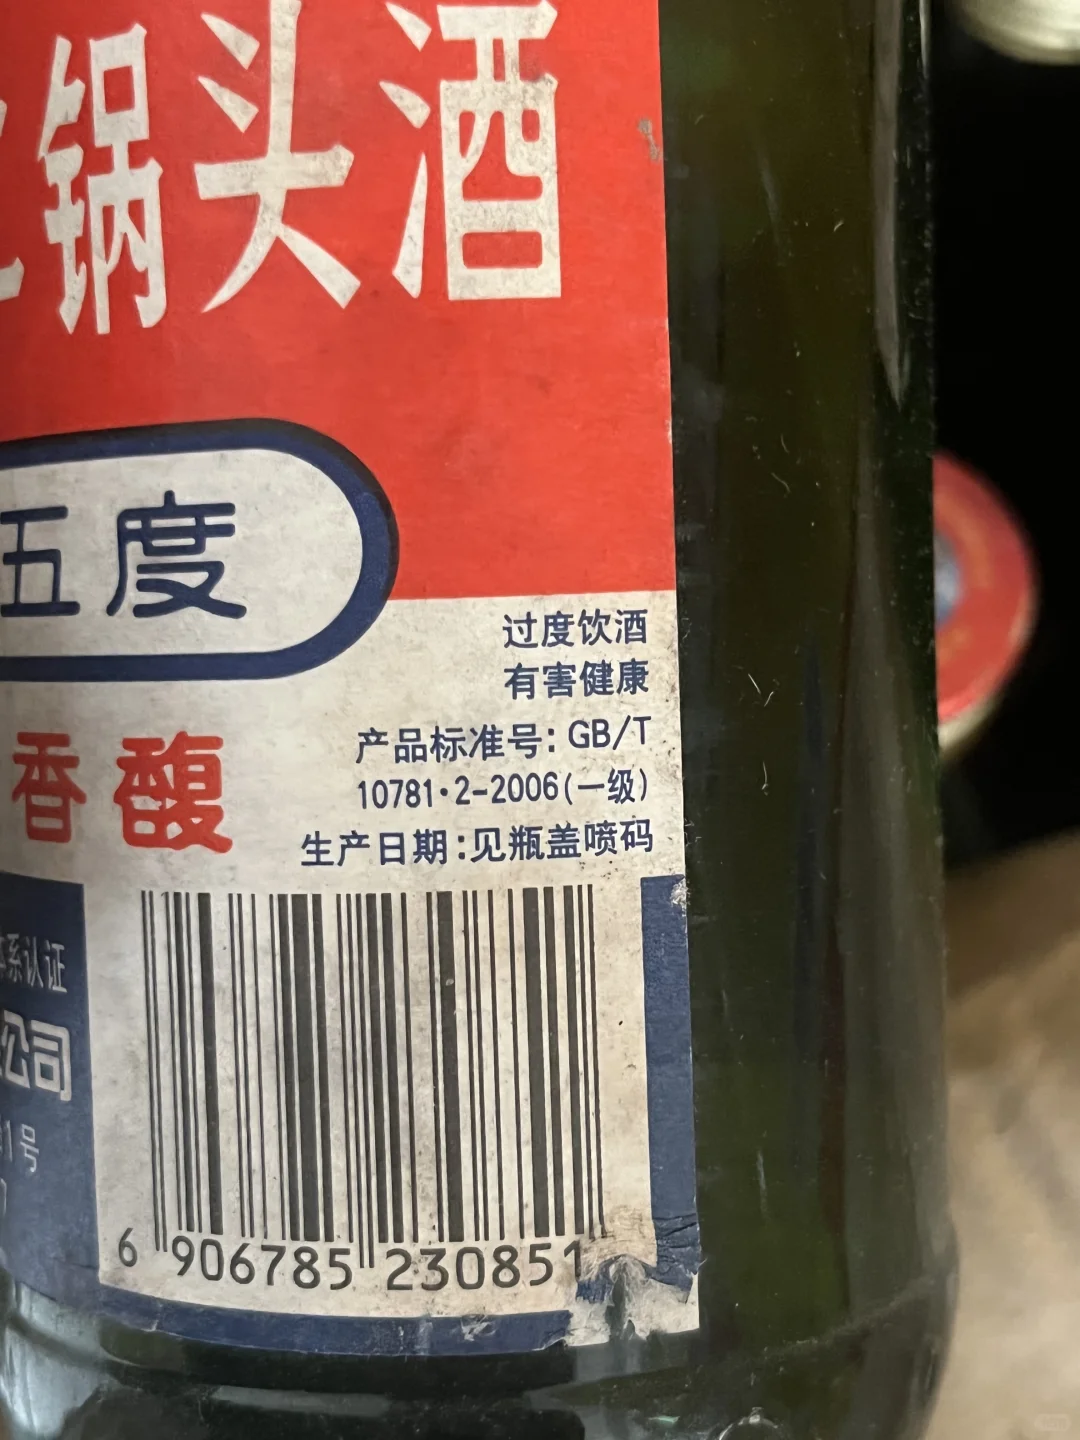 锅头酒
五度
香馥
过度饮酒
有害健康
产品标准号：GB/T
10781·2-2006(一级)
生产日期：见瓶盖喷码
系认证
公司
1号
6 906785 230851